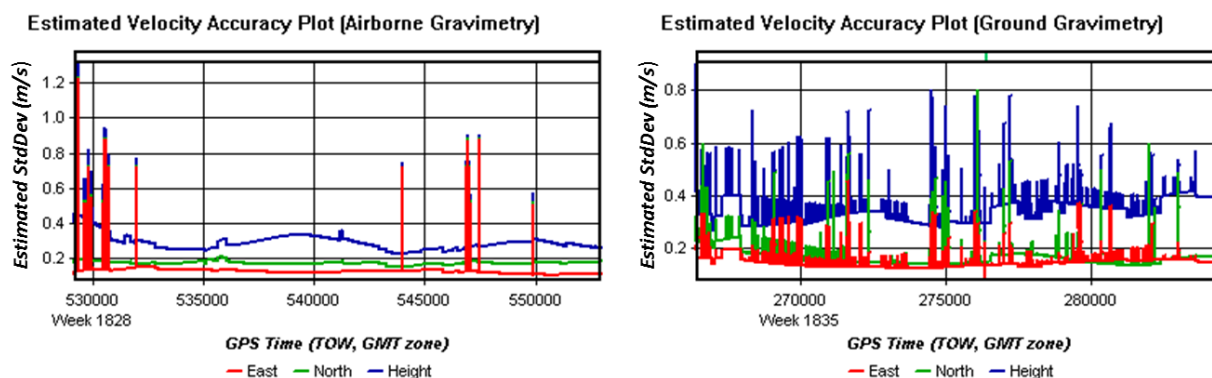 Estimated Velocity Accuracy Plot (Airborne Gravimetry)
Estimated StdDev (m/s)
1.2
1.0
0.8
0.6
0.4
0.2
530000 535000 540000 545000 550000
Week 1828
GPS Time (TOW, GMT zone)
East North Height
Estimated Velocity Accuracy Plot (Ground Gravimetry)
Estimated StdDev (m/s)
0.8
0.6
0.4
0.2
270000 275000 280000
Week 1835
GPS Time (TOW, GMT zone)
East North Height